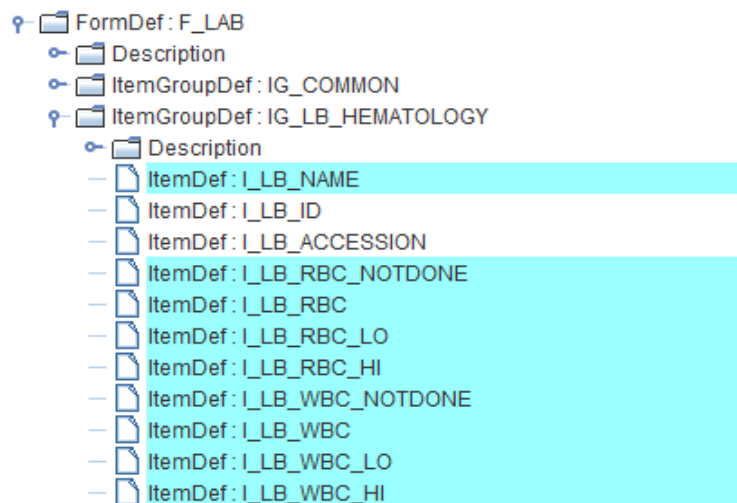 FormDef : F_LAB
Description
ItemGroupDef : IG_COMMON
ItemGroupDef : IG_LB_HEMATOLOGY
Description
ItemDef : I_LB_NAME
ItemDef : I_LB_ID
ItemDef : I_LB_ACCESSION
ItemDef : I_LB_RBC_NOTDONE
ItemDef : I_LB_RBC
ItemDef : I_LB_RBC_LO
ItemDef : I_LB_RBC_HI
ItemDef : I_LB_WBC_NOTDONE
ItemDef : I_LB_WBC
ItemDef : I_LB_WBC_LO
ItemDef : I_LB_WBC_HI